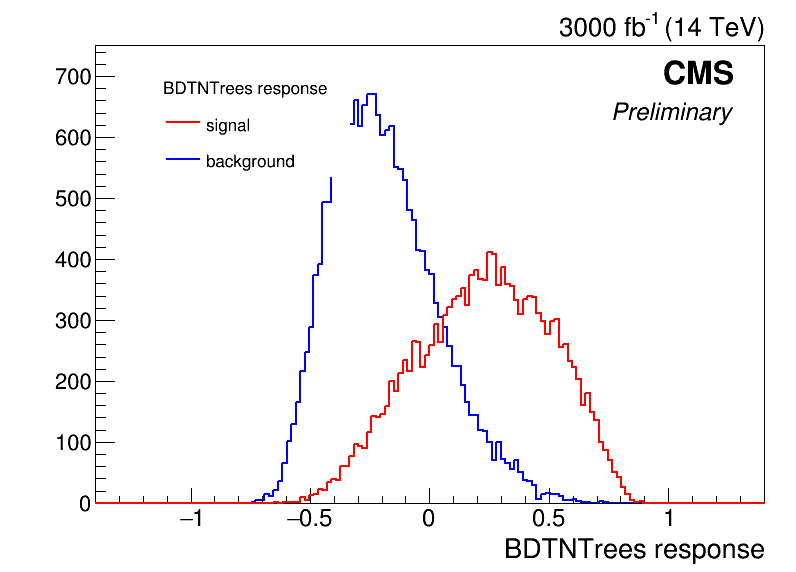 3000 fb-1 (14 TeV)
CMS
Preliminary
BDTNTrees response
signal
background
700
600
500
400
300
200
100
0
−1 −0.5 0 0.5 1
BDTNTrees response